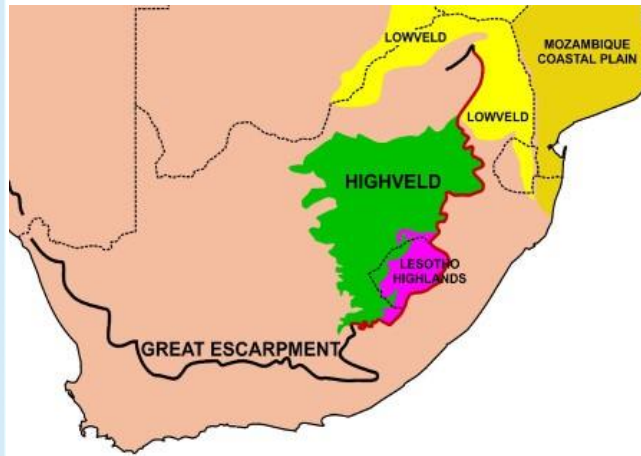 LOWVELD
MOZAMBIQUE
COASTAL PLAIN
LOWVELD
HIGHVELD
LESOTHO
HIGHLANDS
GREAT ESCARPMENT